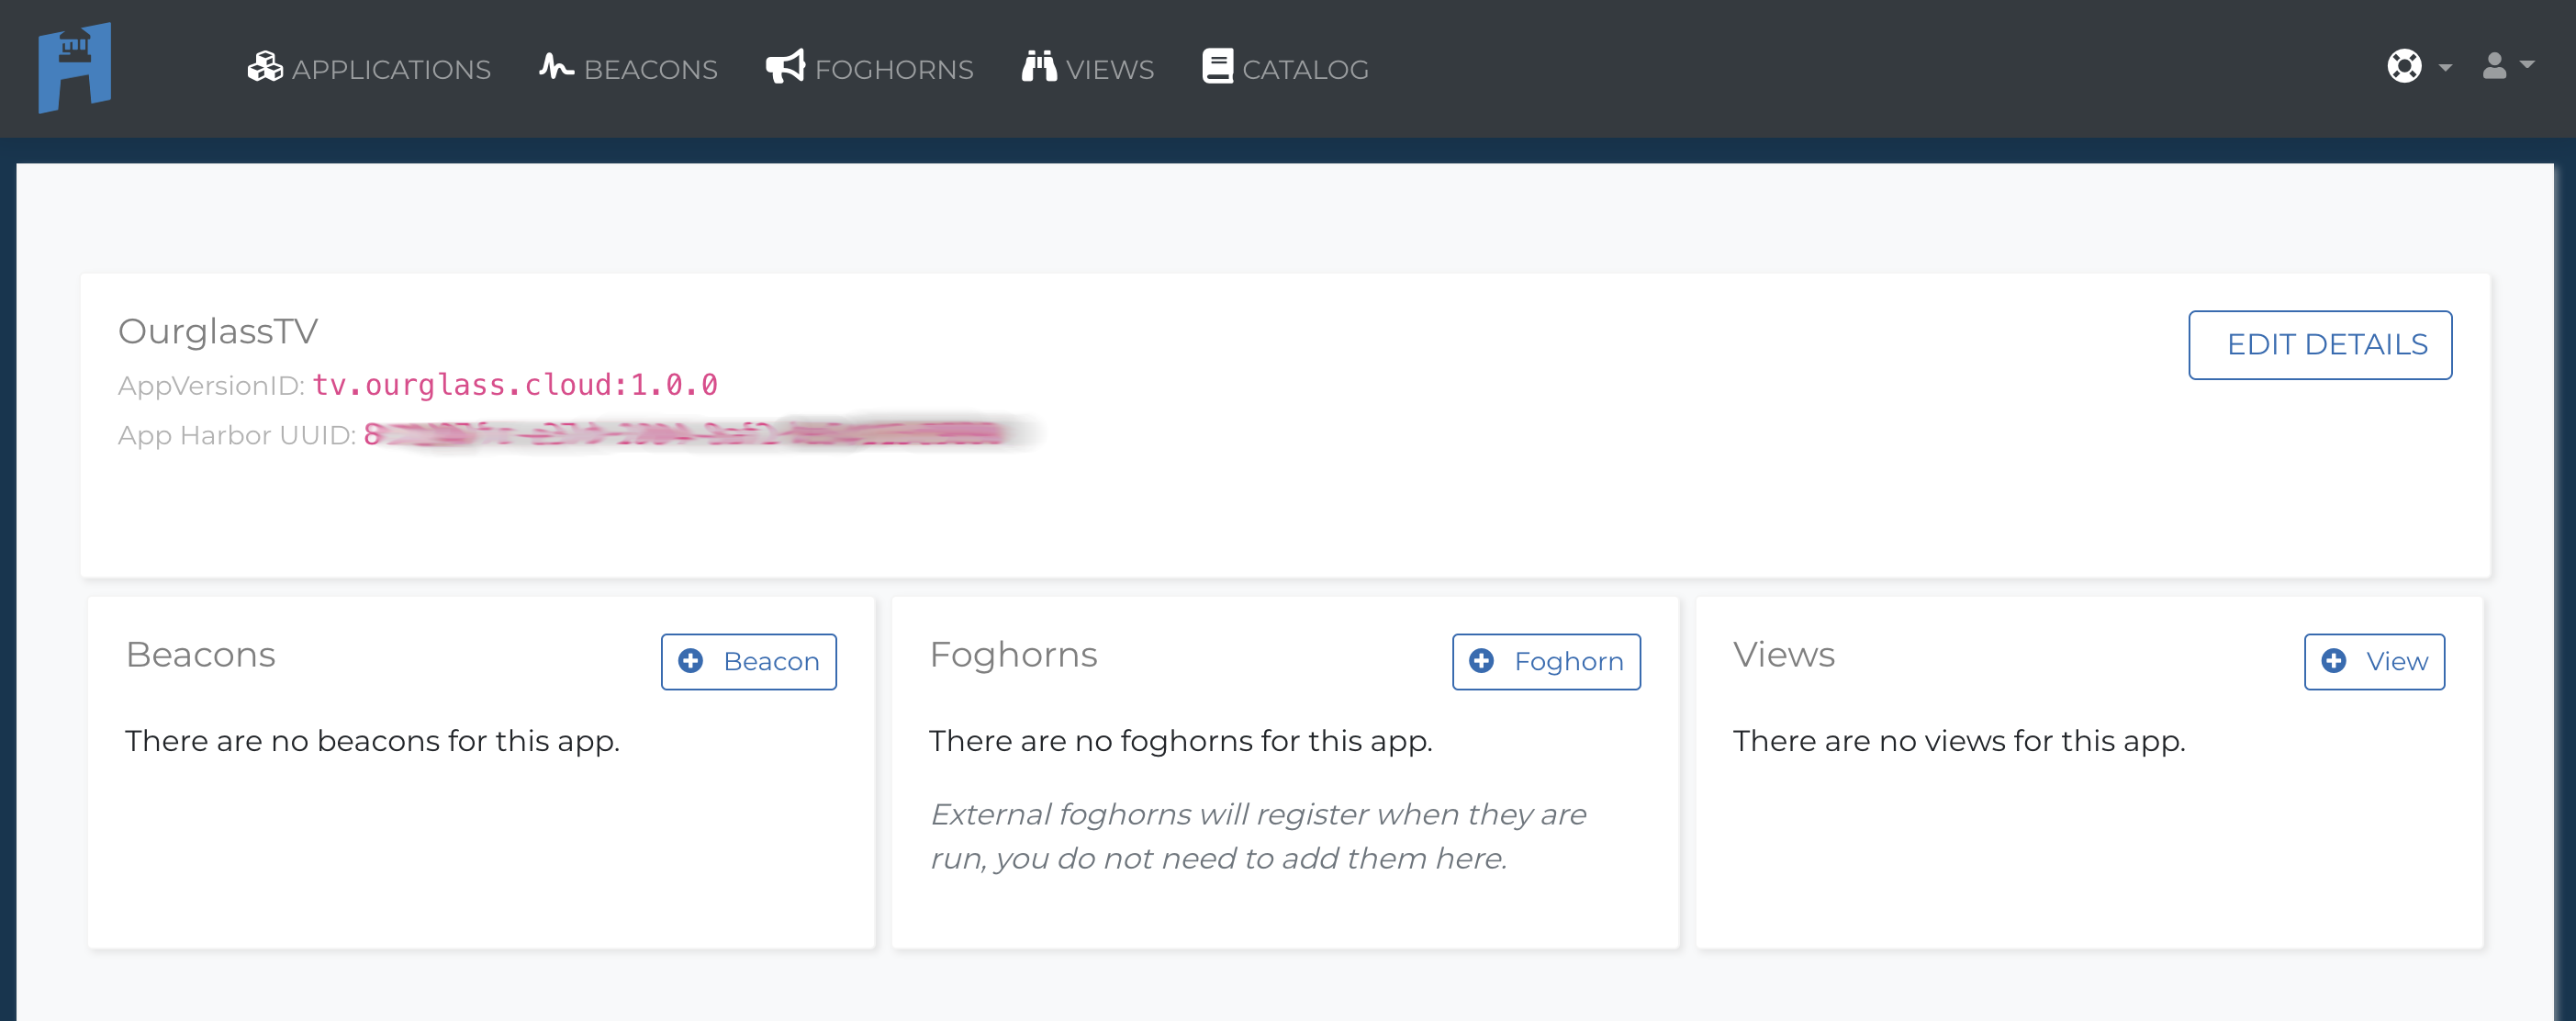 APPLICATIONS BEACONS FOGHORNS VIEWS CATALOG
OurglassTV
EDIT DETAILS
AppVersionID: tv.ourglass.cloud:1.0.0
App Harbor UUID: 8
Beacons
Beacon
There are no beacons for this app.
Foghorns
Foghorn
There are no foghorns for this app.
External foghorns will register when they are
run, you do not need to add them here.
Views
View
There are no views for this app.